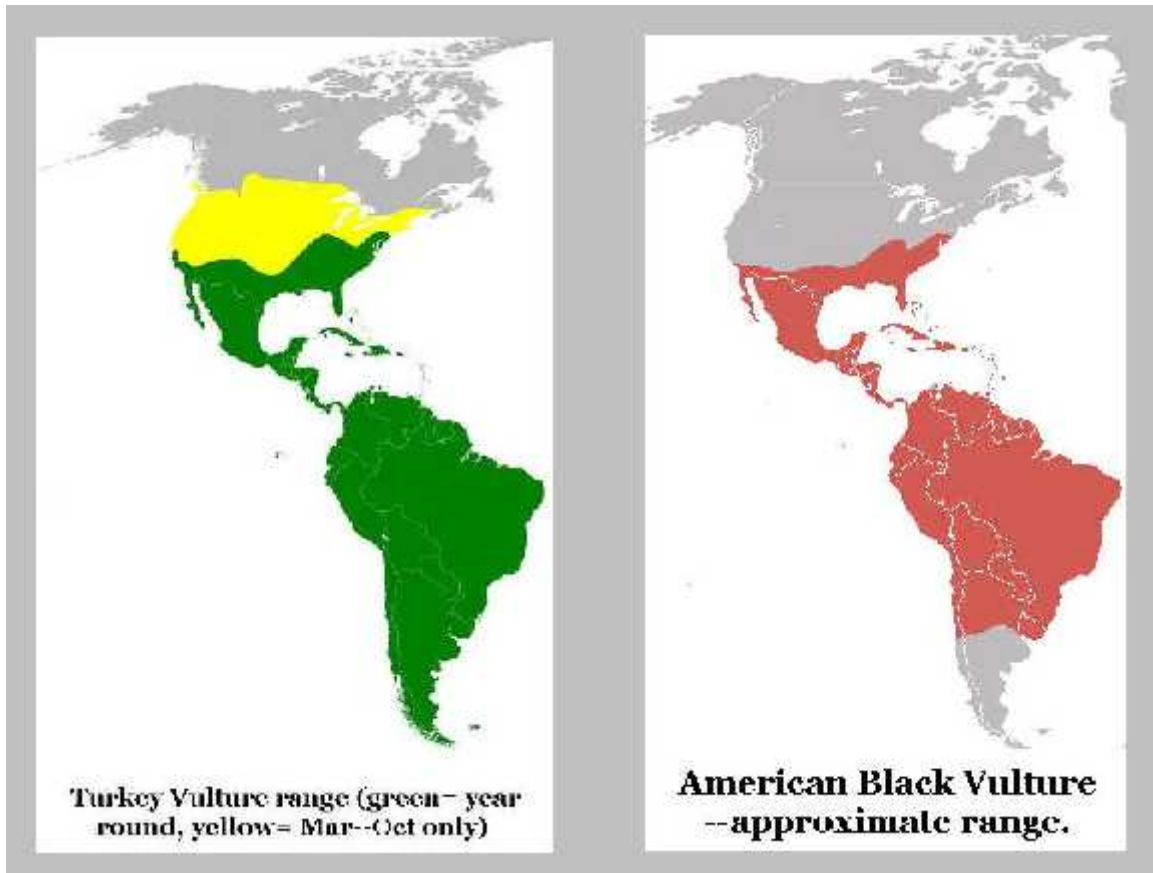 Turkey Vulture range (green= year
round, yellow= Mar--Oct only)
American Black Vulture
--approximate range.